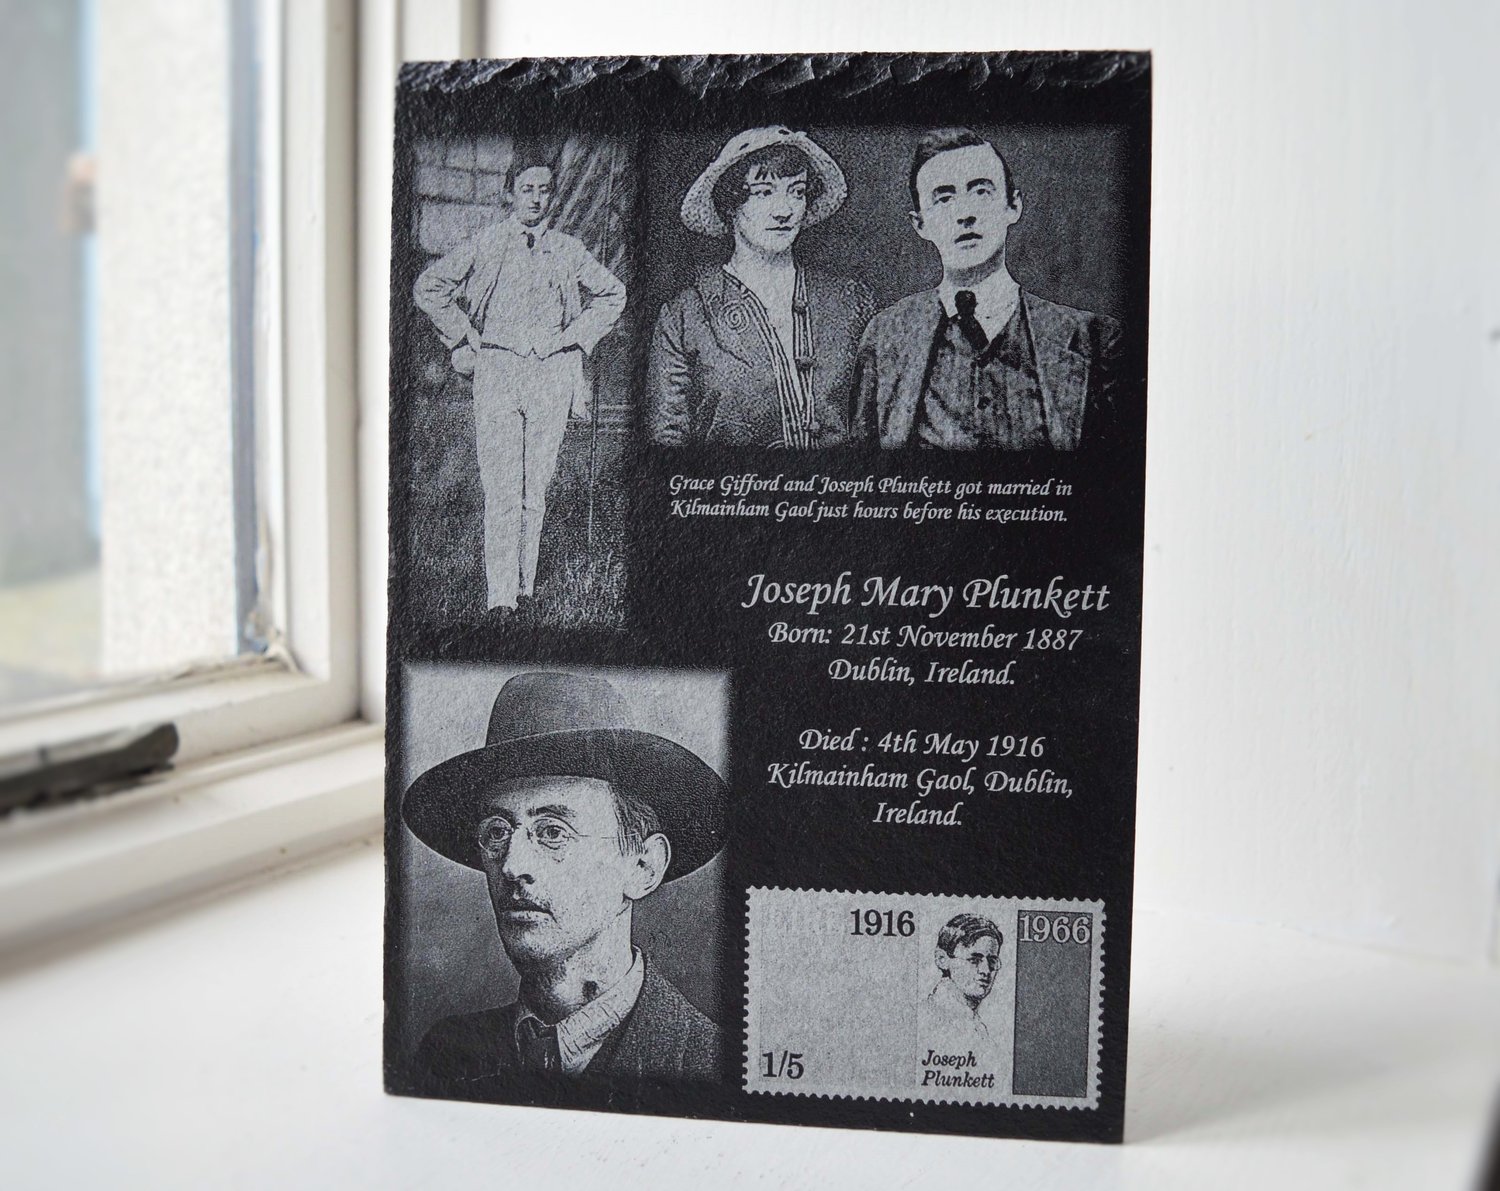 Grace Gifford and Joseph Plunkett got married in
Kilmainham Gaol just hours before his execution.
Joseph Mary Plunkett
Born: 21st November 1887
Dublin, Ireland.
Died : 4th May 1916
Kilmainham Gaol, Dublin,
Ireland.
1916
1966
1/5
Joseph
Plunkett